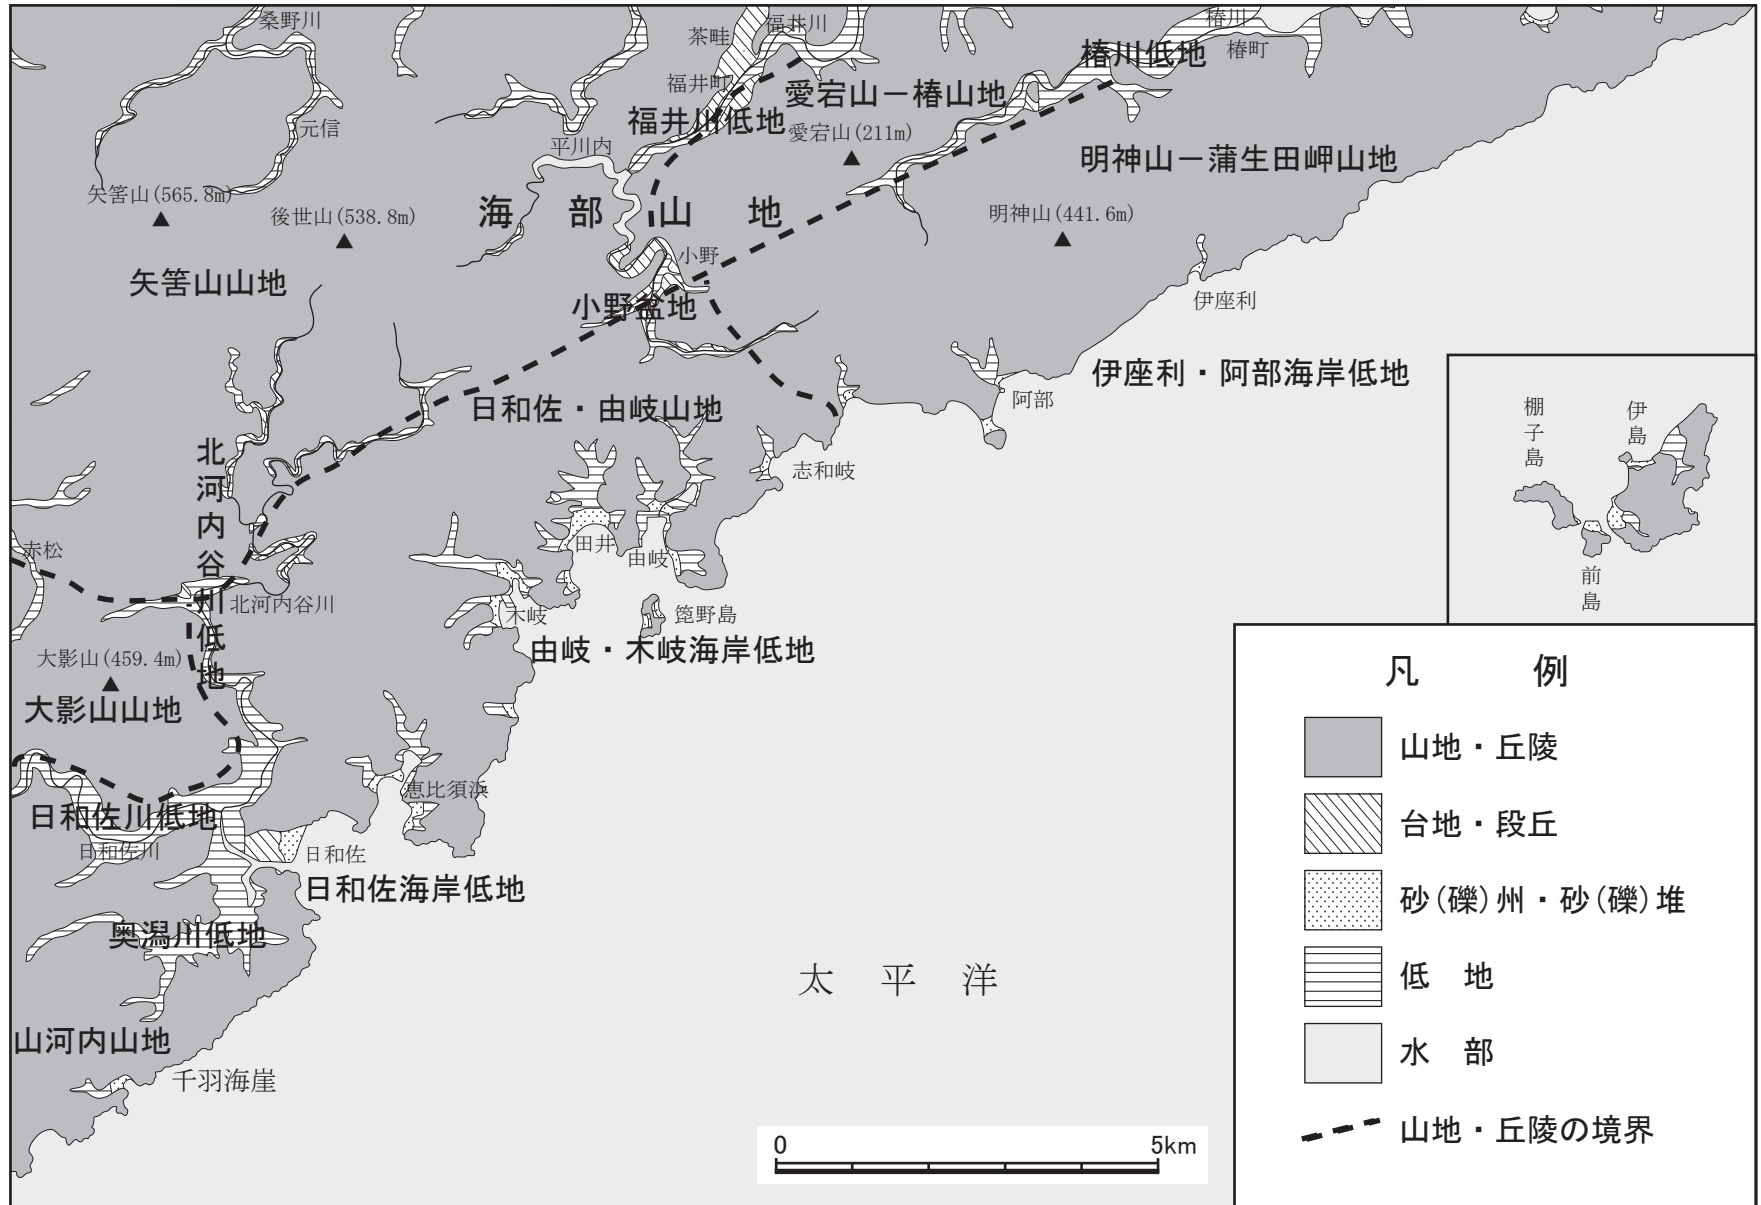 桑野川
茶畦
福井川
椿川
椿町
椿川低地
福井町
愛宕山－椿山地
福井川低地
愛宕山(211m)
元信
平川内
明神山－蒲生田岬山地
矢筈山(565.8m)
後世山(538.8m)
海部山地
明神山(441.6m)
小野
矢筈山山地
小野盆地
伊座利
伊座利・阿部海岸低地
阿部
日和佐・由岐山地
棚子島
伊島
前島
北河内谷川低地
志和岐
赤松
田井
由岐
北河内谷川
木岐
箆野島
由岐・木岐海岸低地
大影山(459.4m)
大影山山地
恵比須浜
日和佐川低地
日和佐川
日和佐
日和佐海岸低地
奥潟川低地
太平洋
山河内山地
千羽海崖
0
5km
凡例
山地・丘陵
台地・段丘
砂(礫)州・砂(礫)堆
低地
水部
山地・丘陵の境界